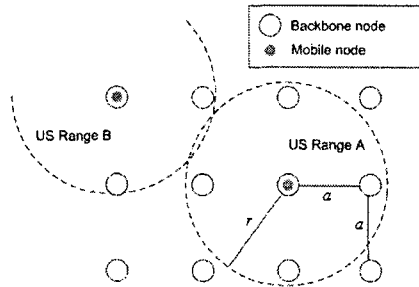 Backbone node
Mobile node
US Range B
US Range A
a
r
a